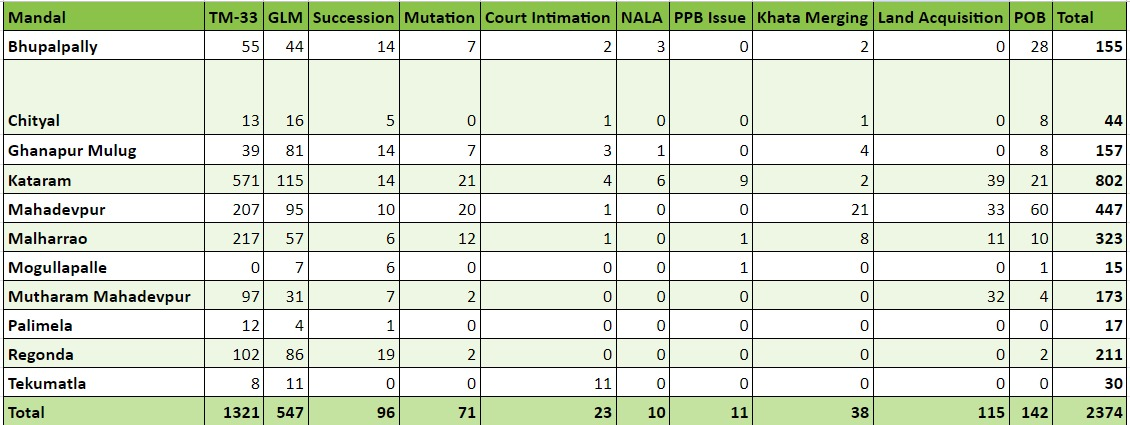 Mandal TM-33 GLM Succession Mutation Court Intimation NALA PPB Issue Khata Merging Land Acquisition POB Total
Bhupalpally 55 44 14 7 2 3 0 2 0 28 155
Chityal 13 16 5 0 1 0 0 1 0 8 44
Ghanapur Mulug 39 81 14 7 3 1 0 4 0 8 157
Kataram 571 115 14 21 4 6 9 2 39 21 802
Mahadevpur 207 95 10 20 1 0 0 21 33 60 447
Malharrao 217 57 6 12 1 0 1 8 11 10 323
Mogullapalle 0 7 6 0 0 0 1 0 0 1 15
Mutharam Mahadevpur 97 31 7 2 0 0 0 0 32 4 173
Palimela 12 4 1 0 0 0 0 0 0 0 17
Regonda 102 86 19 2 0 0 0 0 0 2 211
Tekumatla 8 11 0 0 11 0 0 0 0 0 30
Total 1321 547 96 71 23 10 11 38 115 142 2374